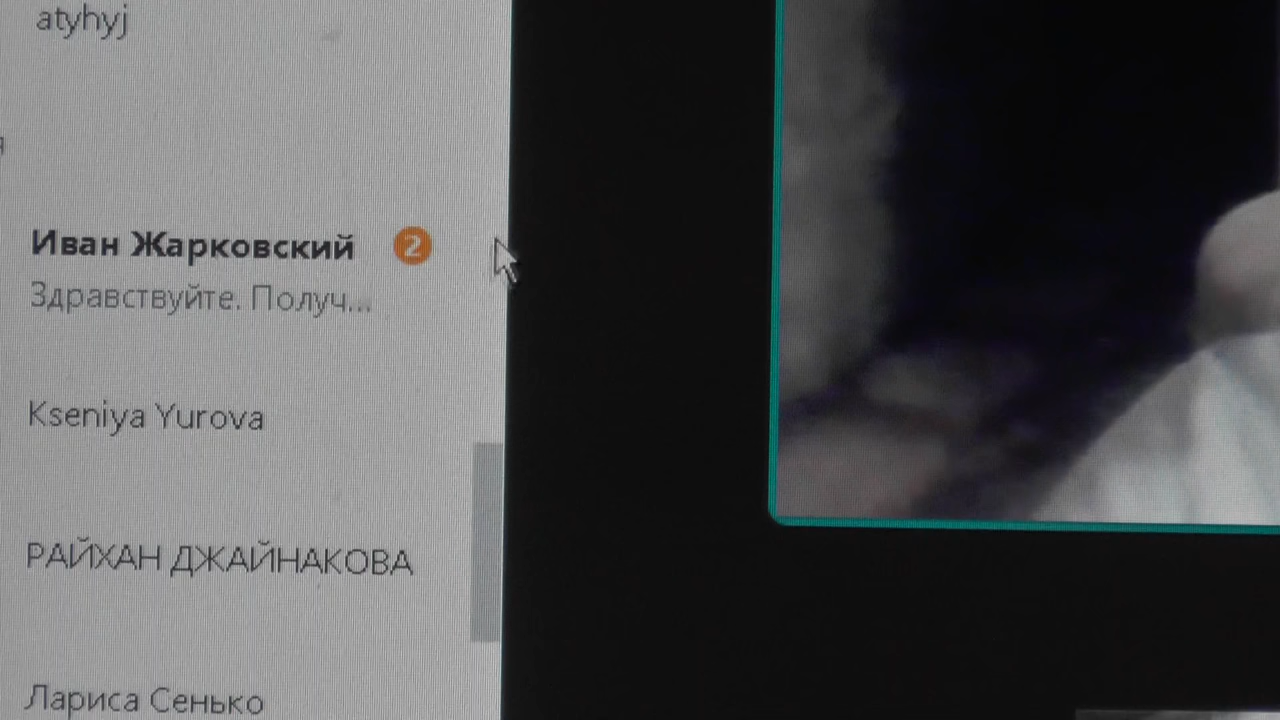 atyhyj
я
Иван Жарковский 2
Здравствуйте. Получ...
Kseniya Yurova
РАЙХАН ДЖАЙНАКОВА
Лариса Сенько